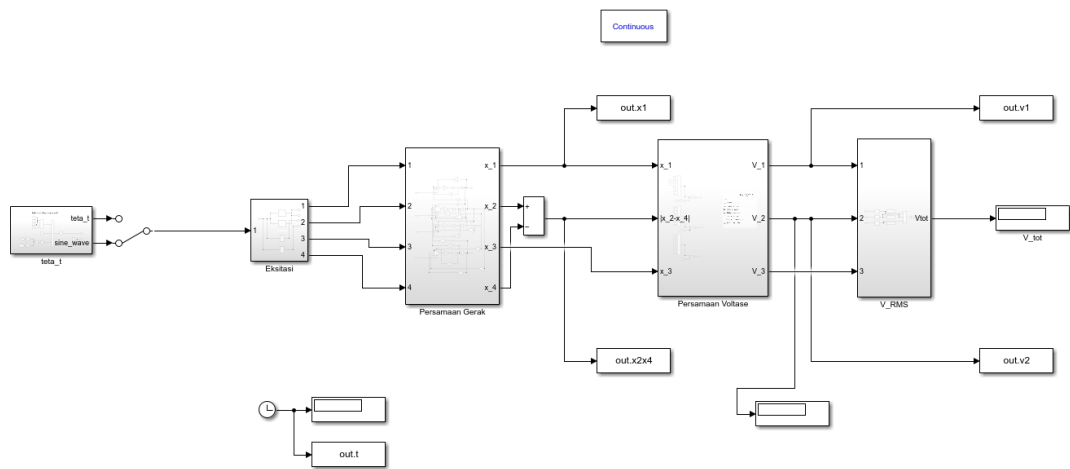 Continuous
out.x1
out.v1
teta_t
sine_wave
teta_t
1
1
2
3
4
Eksitasi
1
2
3
4
x_1
x_2
x_3
x_4
Persamaan Gerak
+
−
x_1
|x_2-x_4|
x_3
V_1
V_2
V_3
Persamaan Voltase
1
2
3
Vtot
V_RMS
V_tot
out.x2x4
out.v2
out.t